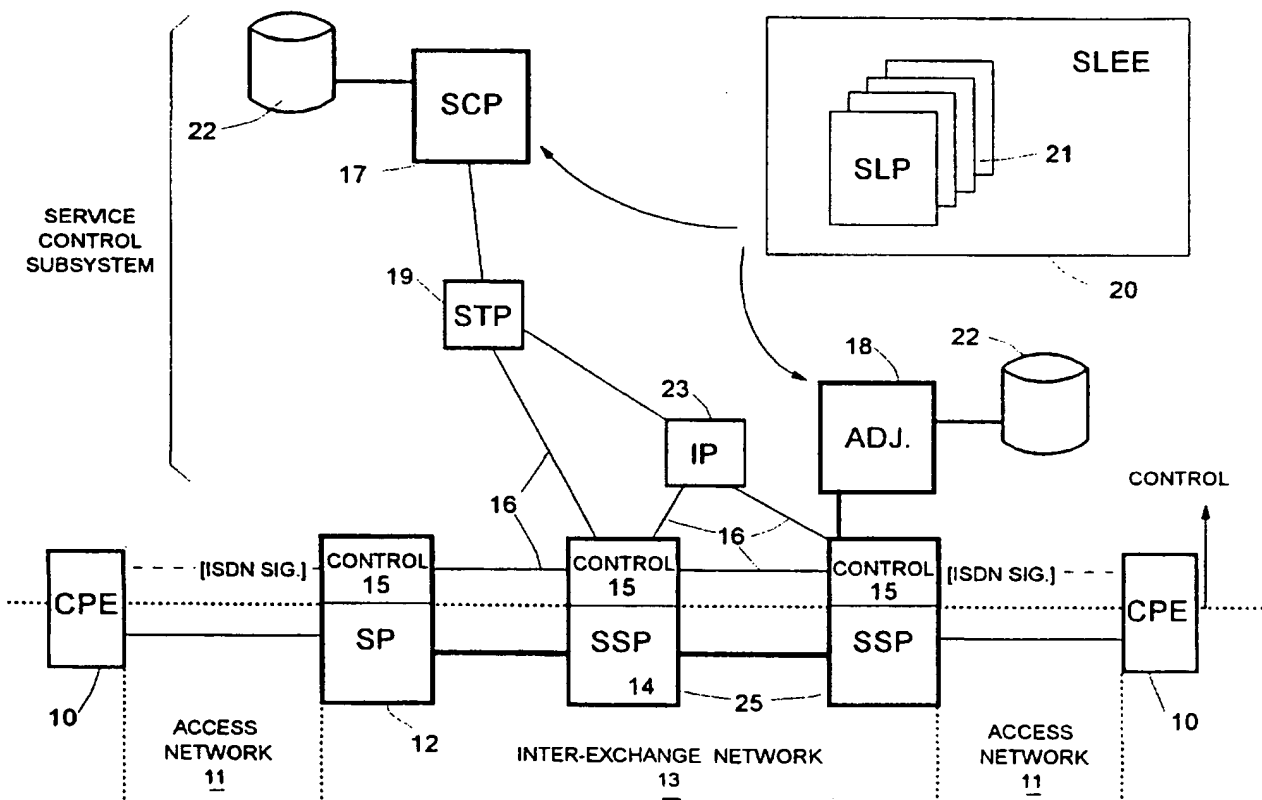 SLEE
SCP
22
SLP
21
17
SERVICE
CONTROL
SUBSYSTEM
20
19
STP
18
22
23
ADJ.
IP
CONTROL
16
16
CPE
[ISDN SIG.]
CONTROL
15
CONTROL
15
CONTROL
15
[ISDN SIG.]
CPE
SP
SSP
SSP
14
10
12
25
10
ACCESS
NETWORK
11
INTER-EXCHANGE NETWORK
13
ACCESS
NETWORK
11